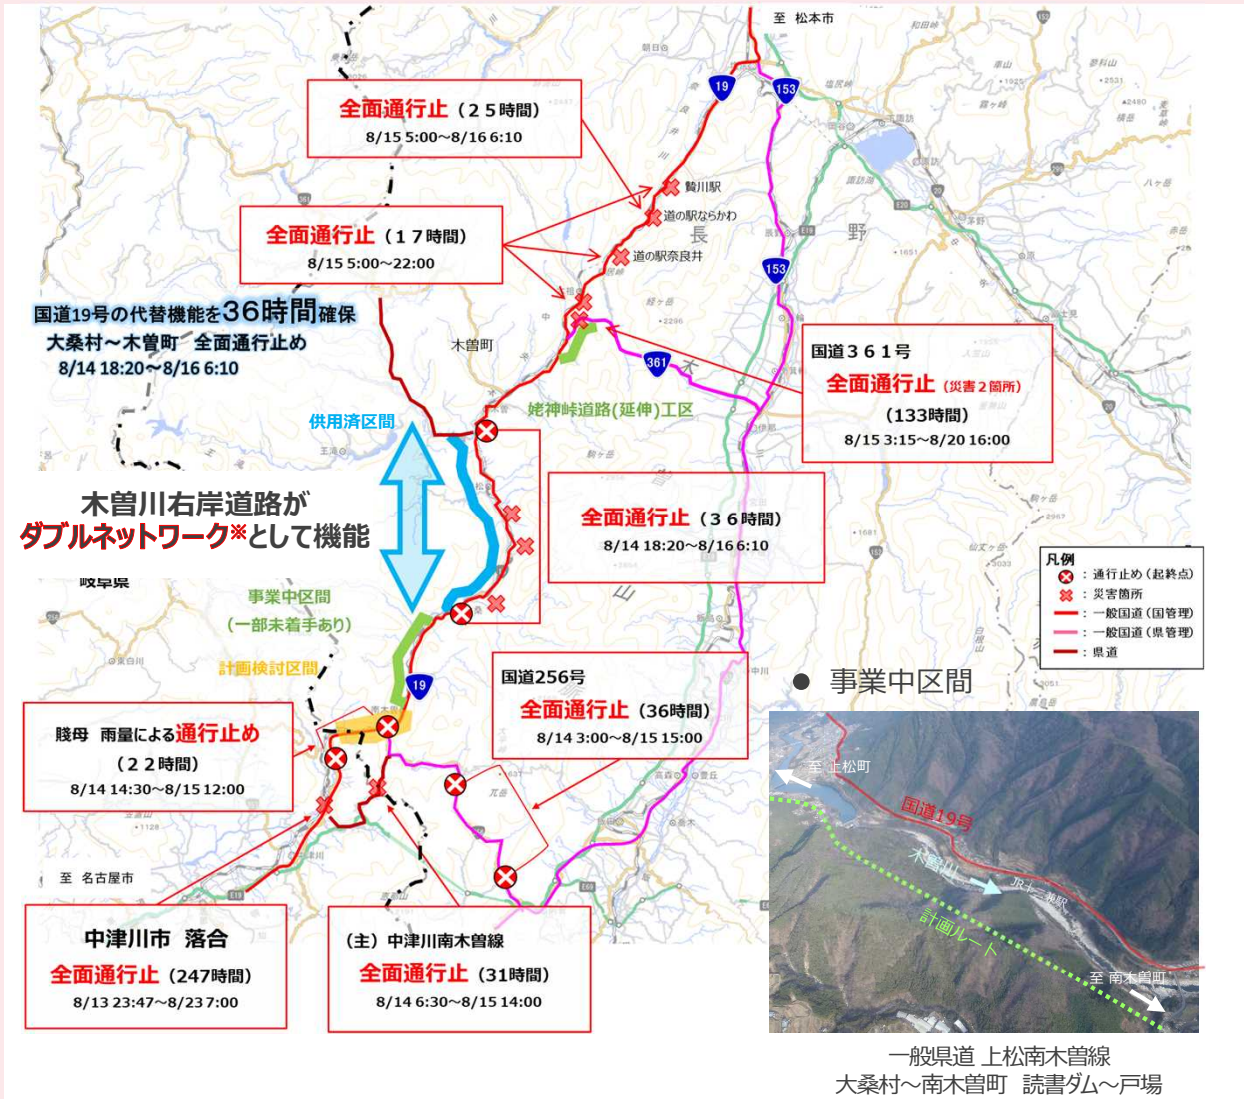 至 松本市
19
153
全面通行止（２５時間）
8/15 5:00～8/16 6:10
贄川駅
道の駅ならかわ
長
野
道の駅奈良井
全面通行止（１７時間）
8/15 5:00～22:00
153
国道19号の代替機能を36時間確保
大桑村～木曽町 全面通行止め
8/14 18:20～8/16 6:10
木曽町
361
国道３６１号
全面通行止（災害２箇所）
（133時間）
8/15 3:15～8/20 16:00
姥神峠道路(延伸)工区
供用済区間
木曽川右岸道路が
ダブルネットワーク※として機能
全面通行止（３６時間）
8/14 18:20～8/16 6:10
岐阜県
事業中区間
（一部未着手あり）
計画検討区間
19
凡例
：通行止め（起終点）
：災害箇所
：一般国道（国管理）
：一般国道（県管理）
：県道
国道256号
全面通行止（36時間）
8/14 3:00～8/15 15:00
賤母 雨量による通行止め
（２２時間）
8/14 14:30～8/15 12:00
至 名古屋市
中津川市 落合
全面通行止（247時間）
8/13 23:47～8/23 7:00
（主）中津川南木曽線
全面通行止（31時間）
8/14 6:30～8/15 14:00
● 事業中区間
至 上松町
国道19号
木曽川
JR十二兼駅
計画ルート
至 南木曽町
一般県道 上松南木曽線
大桑村～南木曽町 読書ダム～戸場